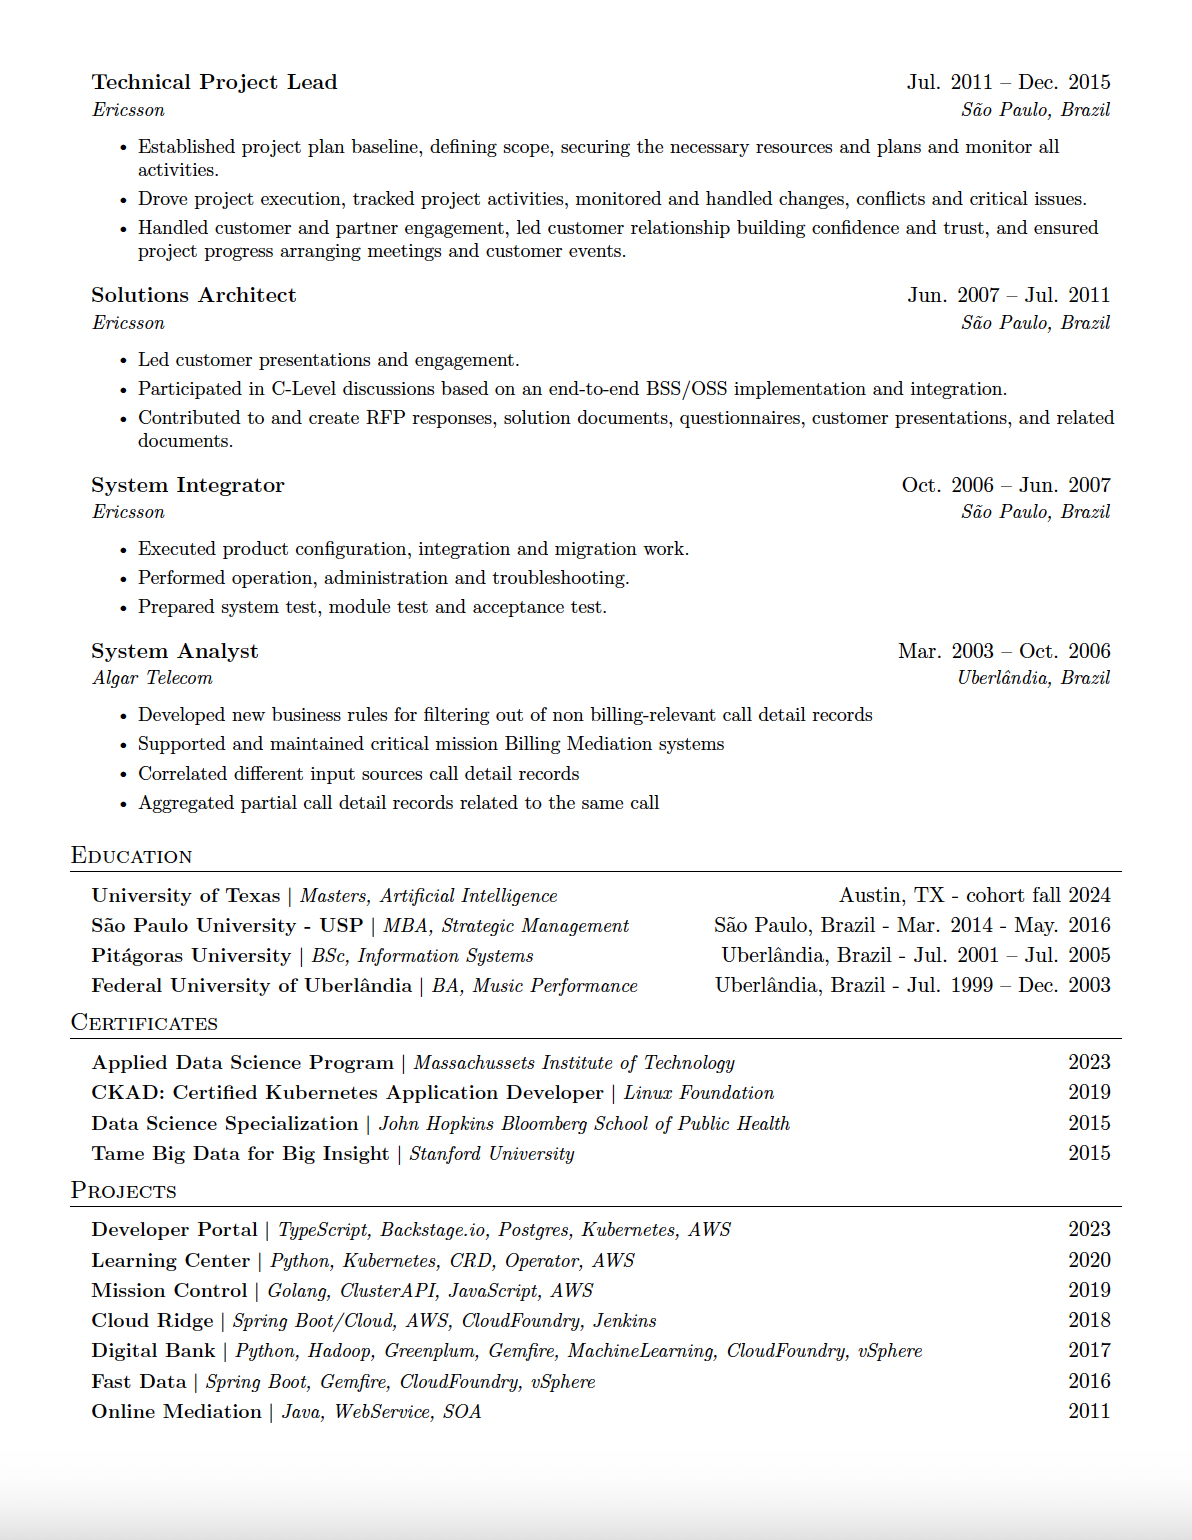 Technical Project Lead Jul. 2011 – Dec. 2015
Ericsson São Paulo, Brazil
• Established project plan baseline, defining scope, securing the necessary resources and plans and monitor all
activities.
• Drove project execution, tracked project activities, monitored and handled changes, conflicts and critical issues.
• Handled customer and partner engagement, led customer relationship building confidence and trust, and ensured
project progress arranging meetings and customer events.
Solutions Architect Jun. 2007 – Jul. 2011
Ericsson São Paulo, Brazil
• Led customer presentations and engagement.
• Participated in C-Level discussions based on an end-to-end BSS/OSS implementation and integration.
• Contributed to and create RFP responses, solution documents, questionnaires, customer presentations, and related
documents.
System Integrator Oct. 2006 – Jun. 2007
Ericsson São Paulo, Brazil
• Executed product configuration, integration and migration work.
• Performed operation, administration and troubleshooting.
• Prepared system test, module test and acceptance test.
System Analyst Mar. 2003 – Oct. 2006
Algar Telecom Uberlândia, Brazil
• Developed new business rules for filtering out of non billing-relevant call detail records
• Supported and maintained critical mission Billing Mediation systems
• Correlated different input sources call detail records
• Aggregated partial call detail records related to the same call
Education
University of Texas | Masters, Artificial Intelligence Austin, TX - cohort fall 2024
São Paulo University - USP | MBA, Strategic Management São Paulo, Brazil - Mar. 2014 - May. 2016
Pitágoras University | BSc, Information Systems Uberlândia, Brazil - Jul. 2001 – Jul. 2005
Federal University of Uberlândia | BA, Music Performance Uberlândia, Brazil - Jul. 1999 – Dec. 2003
Certificates
Applied Data Science Program | Massachussets Institute of Technology 2023
CKAD: Certified Kubernetes Application Developer | Linux Foundation 2019
Data Science Specialization | John Hopkins Bloomberg School of Public Health 2015
Tame Big Data for Big Insight | Stanford University 2015
Projects
Developer Portal | TypeScript, Backstage.io, Postgres, Kubernetes, AWS 2023
Learning Center | Python, Kubernetes, CRD, Operator, AWS 2020
Mission Control | Golang, ClusterAPI, JavaScript, AWS 2019
Cloud Ridge | Spring Boot/Cloud, AWS, CloudFoundry, Jenkins 2018
Digital Bank | Python, Hadoop, Greenplum, Gemfire, MachineLearning, CloudFoundry, vSphere 2017
Fast Data | Spring Boot, Gemfire, CloudFoundry, vSphere 2016
Online Mediation | Java, WebService, SOA 2011